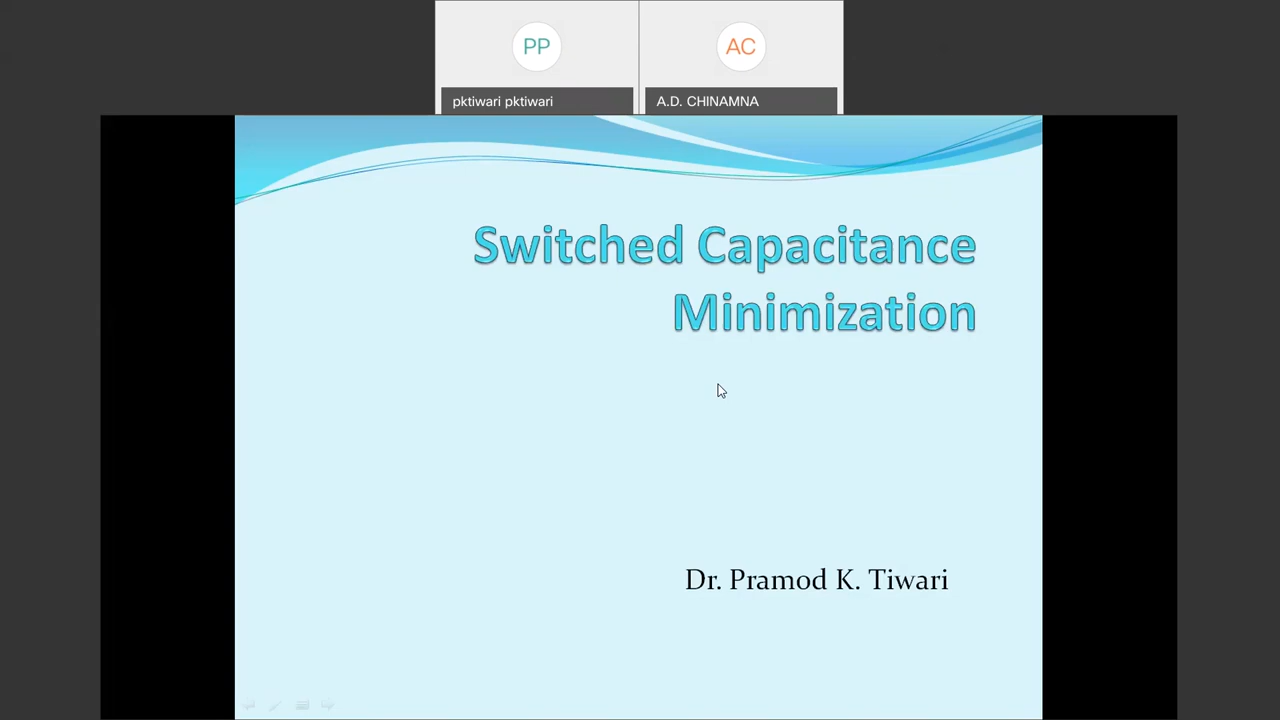 PP
AC
pktiwari pktiwari
A.D. CHINAMNA
Switched Capacitance
Minimization
Dr. Pramod K. Tiwari